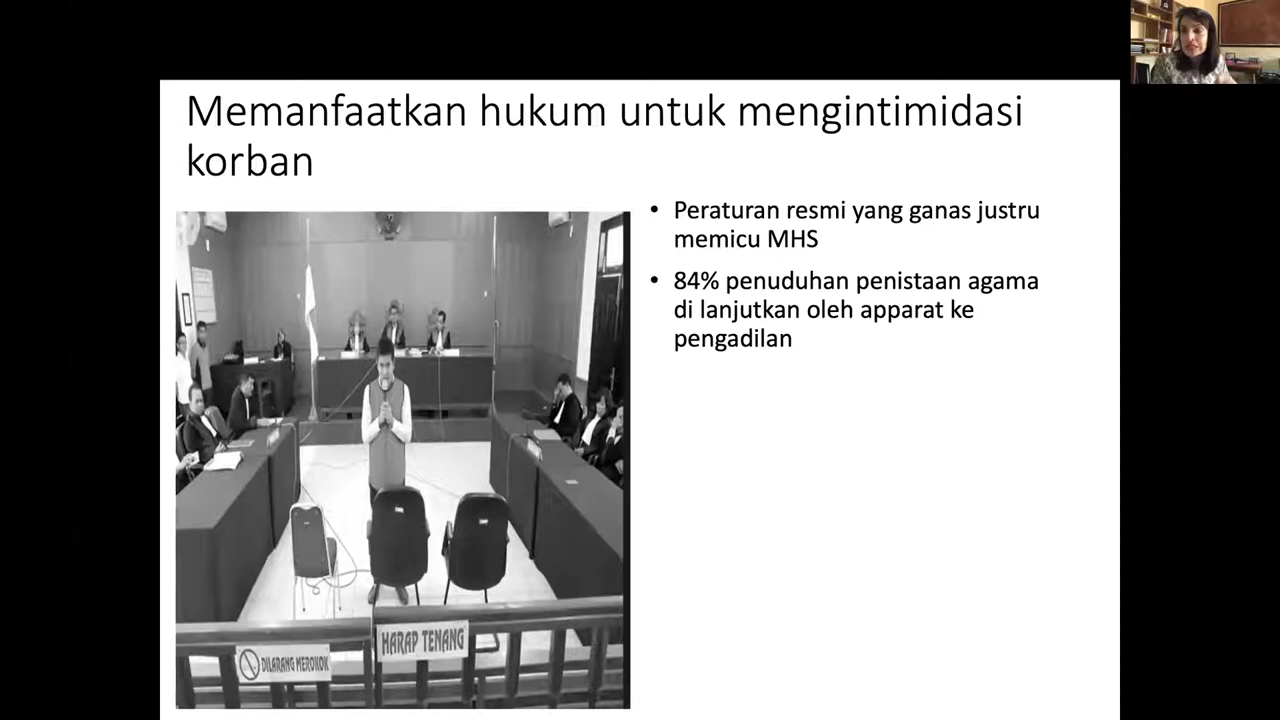 Memanfaatkan hukum untuk mengintimidasi
korban
• Peraturan resmi yang ganas justru
memicu MHS
• 84% penuduhan penistaan agama
di lanjutkan oleh apparat ke
pengadilan
HARAP TENANG
DILARANG MEROKOK